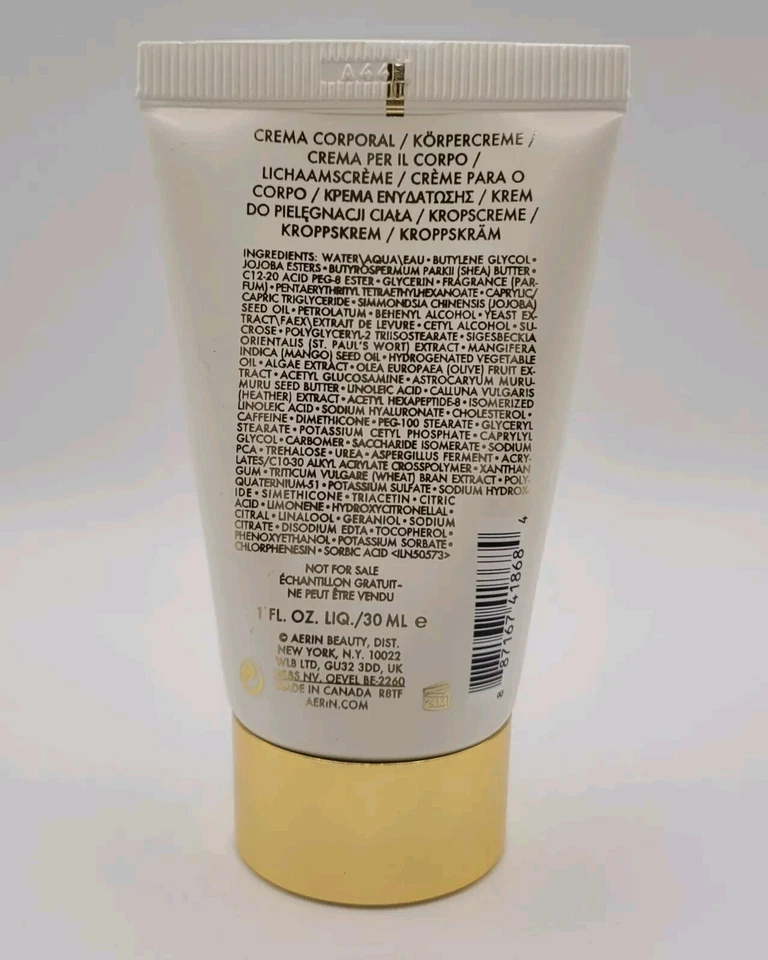 A44
CREMA CORPORAL / KÖRPERCREME /
CREMA PER IL CORPO /
LICHAAMSCRÈME / CRÈME PARA O
CORPO / ΚΡΕΜΑ ΕΝΥΔΑΤΩΣΗΣ / KREM
DO PIELĘGNACJI CIAŁA / KROPSCREME /
KROPPSKREM / KROPPSKRÄM
INGREDIENTS: WATER\AQUA\EAU • BUTYLENE GLYCOL •
JOJOBA ESTERS • BUTYROSPERMUM PARKII (SHEA) BUTTER •
C12-20 ACID PEG-8 ESTER • GLYCERIN • FRAGRANCE (PAR-
FUM) • PENTAERYTHRITYL TETRAETHYLHEXANOATE • CAPRYLIC/
CAPRIC TRIGLYCERIDE • SIMMONDSIA CHINENSIS (JOJOBA)
SEED OIL • PETROLATUM • BEHENYL ALCOHOL • YEAST EX-
TRACT\FAEX\EXTRAIT DE LEVURE • CETYL ALCOHOL • SU-
CROSE • POLYGLYCERYL-2 TRIISOSTEARATE • SIGESBECKIA
ORIENTALIS (ST. PAUL'S WORT) EXTRACT • MANGIFERA
INDICA (MANGO) SEED OIL • HYDROGENATED VEGETABLE
OIL • ALGAE EXTRACT • OLEA EUROPAEA (OLIVE) FRUIT EX-
TRACT • ACETYL GLUCOSAMINE • ASTROCARYUM MURU-
MURU SEED BUTTER • LINOLEIC ACID • CALLUNA VULGARIS
(HEATHER) EXTRACT • ACETYL HEXAPEPTIDE-8 • ISOMERIZED
LINOLEIC ACID • SODIUM HYALURONATE • CHOLESTEROL •
CAFFEINE • DIMETHICONE • PEG-100 STEARATE • GLYCERYL
STEARATE • POTASSIUM CETYL PHOSPHATE • CAPRYLYL
GLYCOL • CARBOMER • SACCHARIDE ISOMERATE • SODIUM
PCA • TREHALOSE • UREA • ASPERGILLUS FERMENT • ACRY-
LATES/C10-30 ALKYL ACRYLATE CROSSPOLYMER • XANTHAN
GUM • TRITICUM VULGARE (WHEAT) BRAN EXTRACT • POLY-
QUATERNIUM-51 • POTASSIUM SULFATE • SODIUM HYDROX-
IDE • SIMETHICONE • TRIACETIN • CITRIC
ACID • LIMONENE • HYDROXYCITRONELLAL •
CITRAL • LINALOOL • GERANIOL • SODIUM
CITRATE • DISODIUM EDTA • TOCOPHEROL •
PHENOXYETHANOL • POTASSIUM SORBATE •
CHLORPHENESIN • SORBIC ACID <ILN50573>
NOT FOR SALE
ÉCHANTILLON GRATUIT-
NE PEUT ÊTRE VENDU
1 FL. OZ. LIQ./30 ML e
© AERIN BEAUTY, DIST.
NEW YORK, N.Y. 10022
WLB LTD, GU32 3DD, UK
NV, OEVEL BE-2260
MADE IN CANADA RBTF
AERIN.COM
8 87167 41868 4